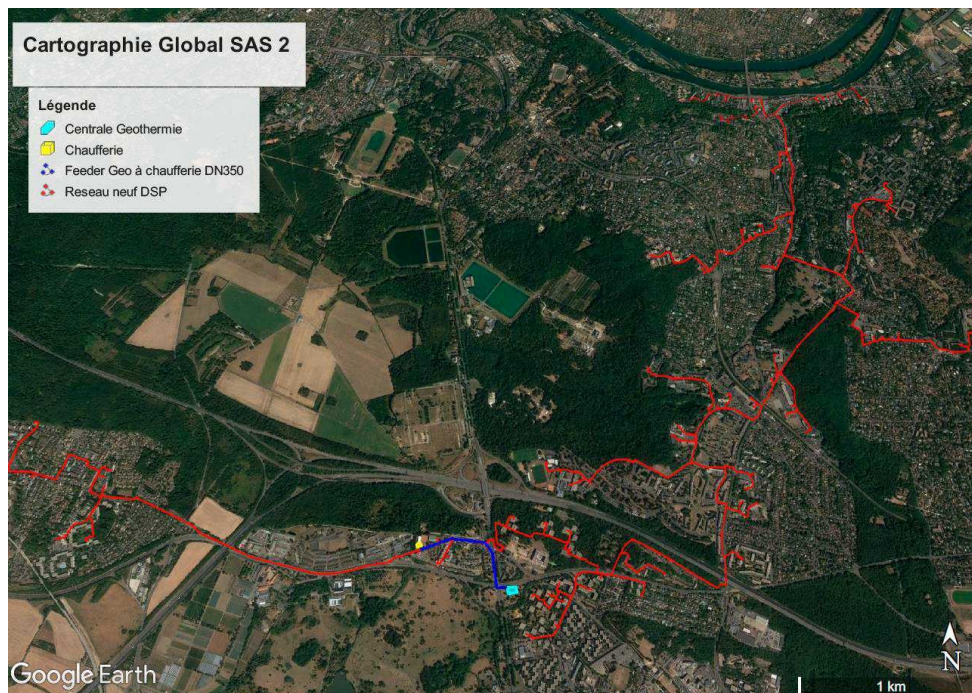 Cartographie Global SAS 2
Légende
Centrale Geothermie
Chaufferie
Feeder Geo à chaufferie DN350
Reseau neuf DSP
Google Earth
N
1 km